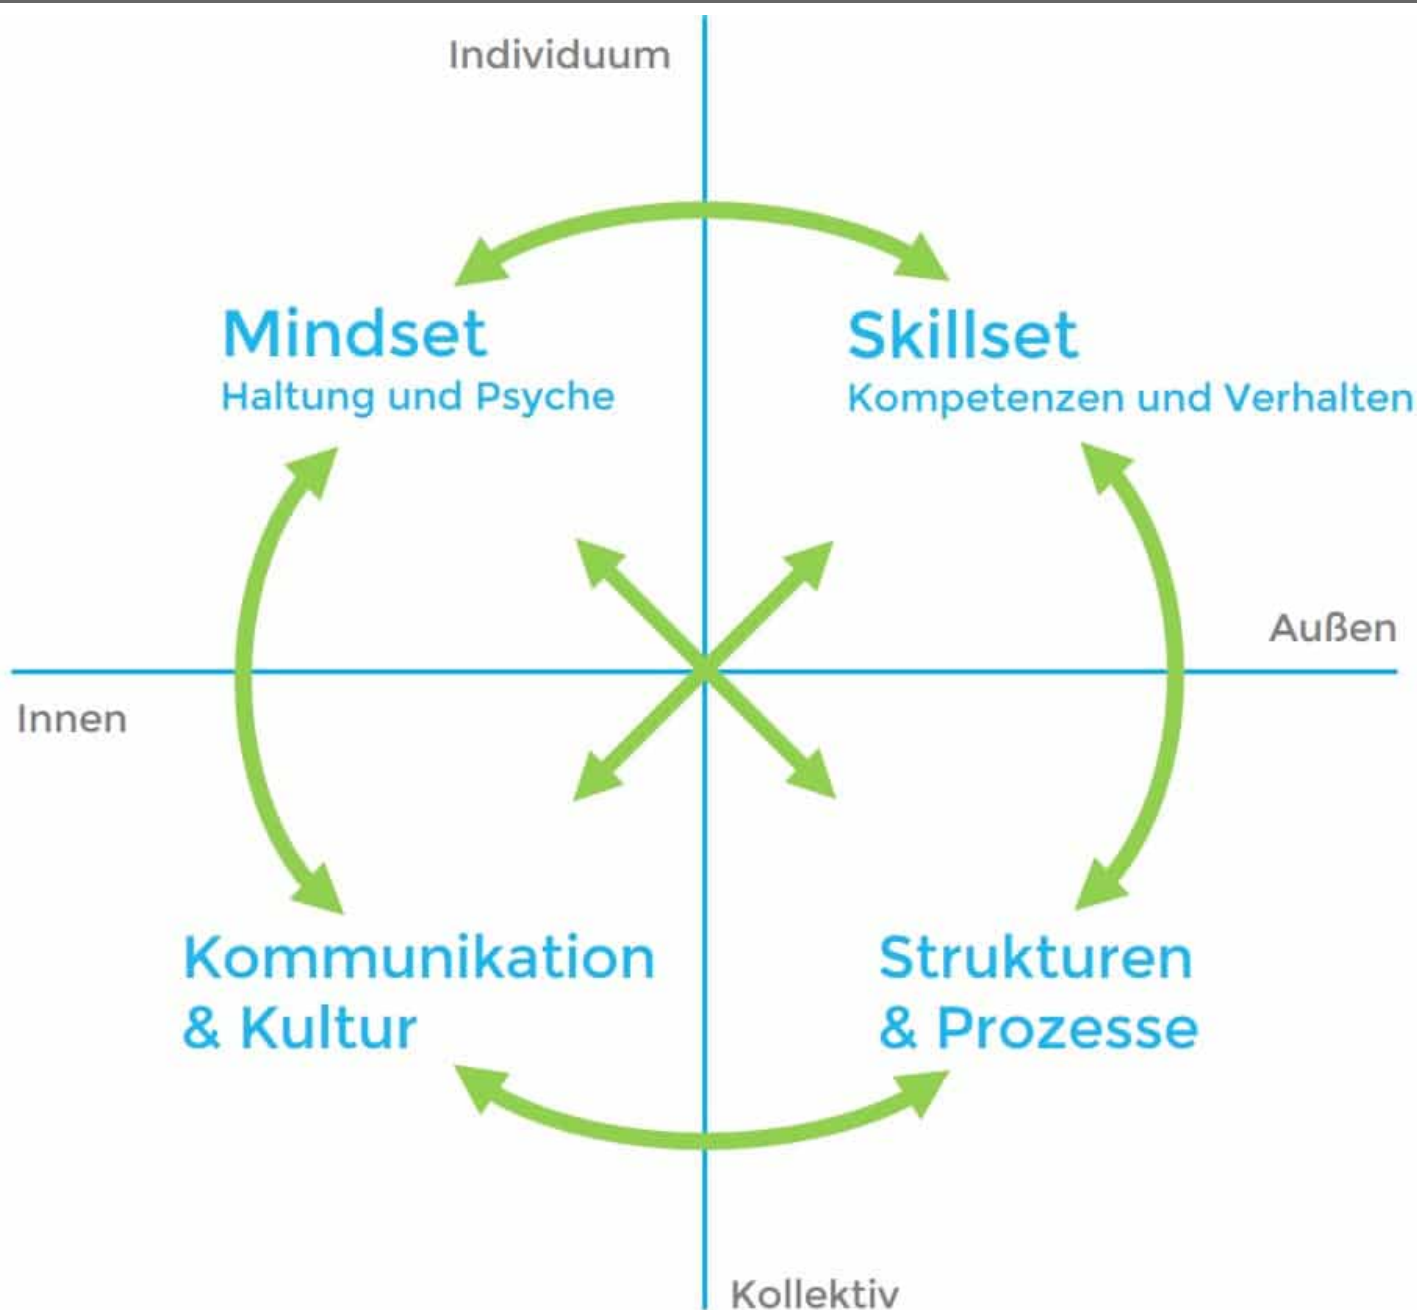 Individuum
Mindset
Haltung und Psyche
Skillset
Kompetenzen und Verhalten
Außen
Innen
Kommunikation
& Kultur
Strukturen
& Prozesse
Kollektiv